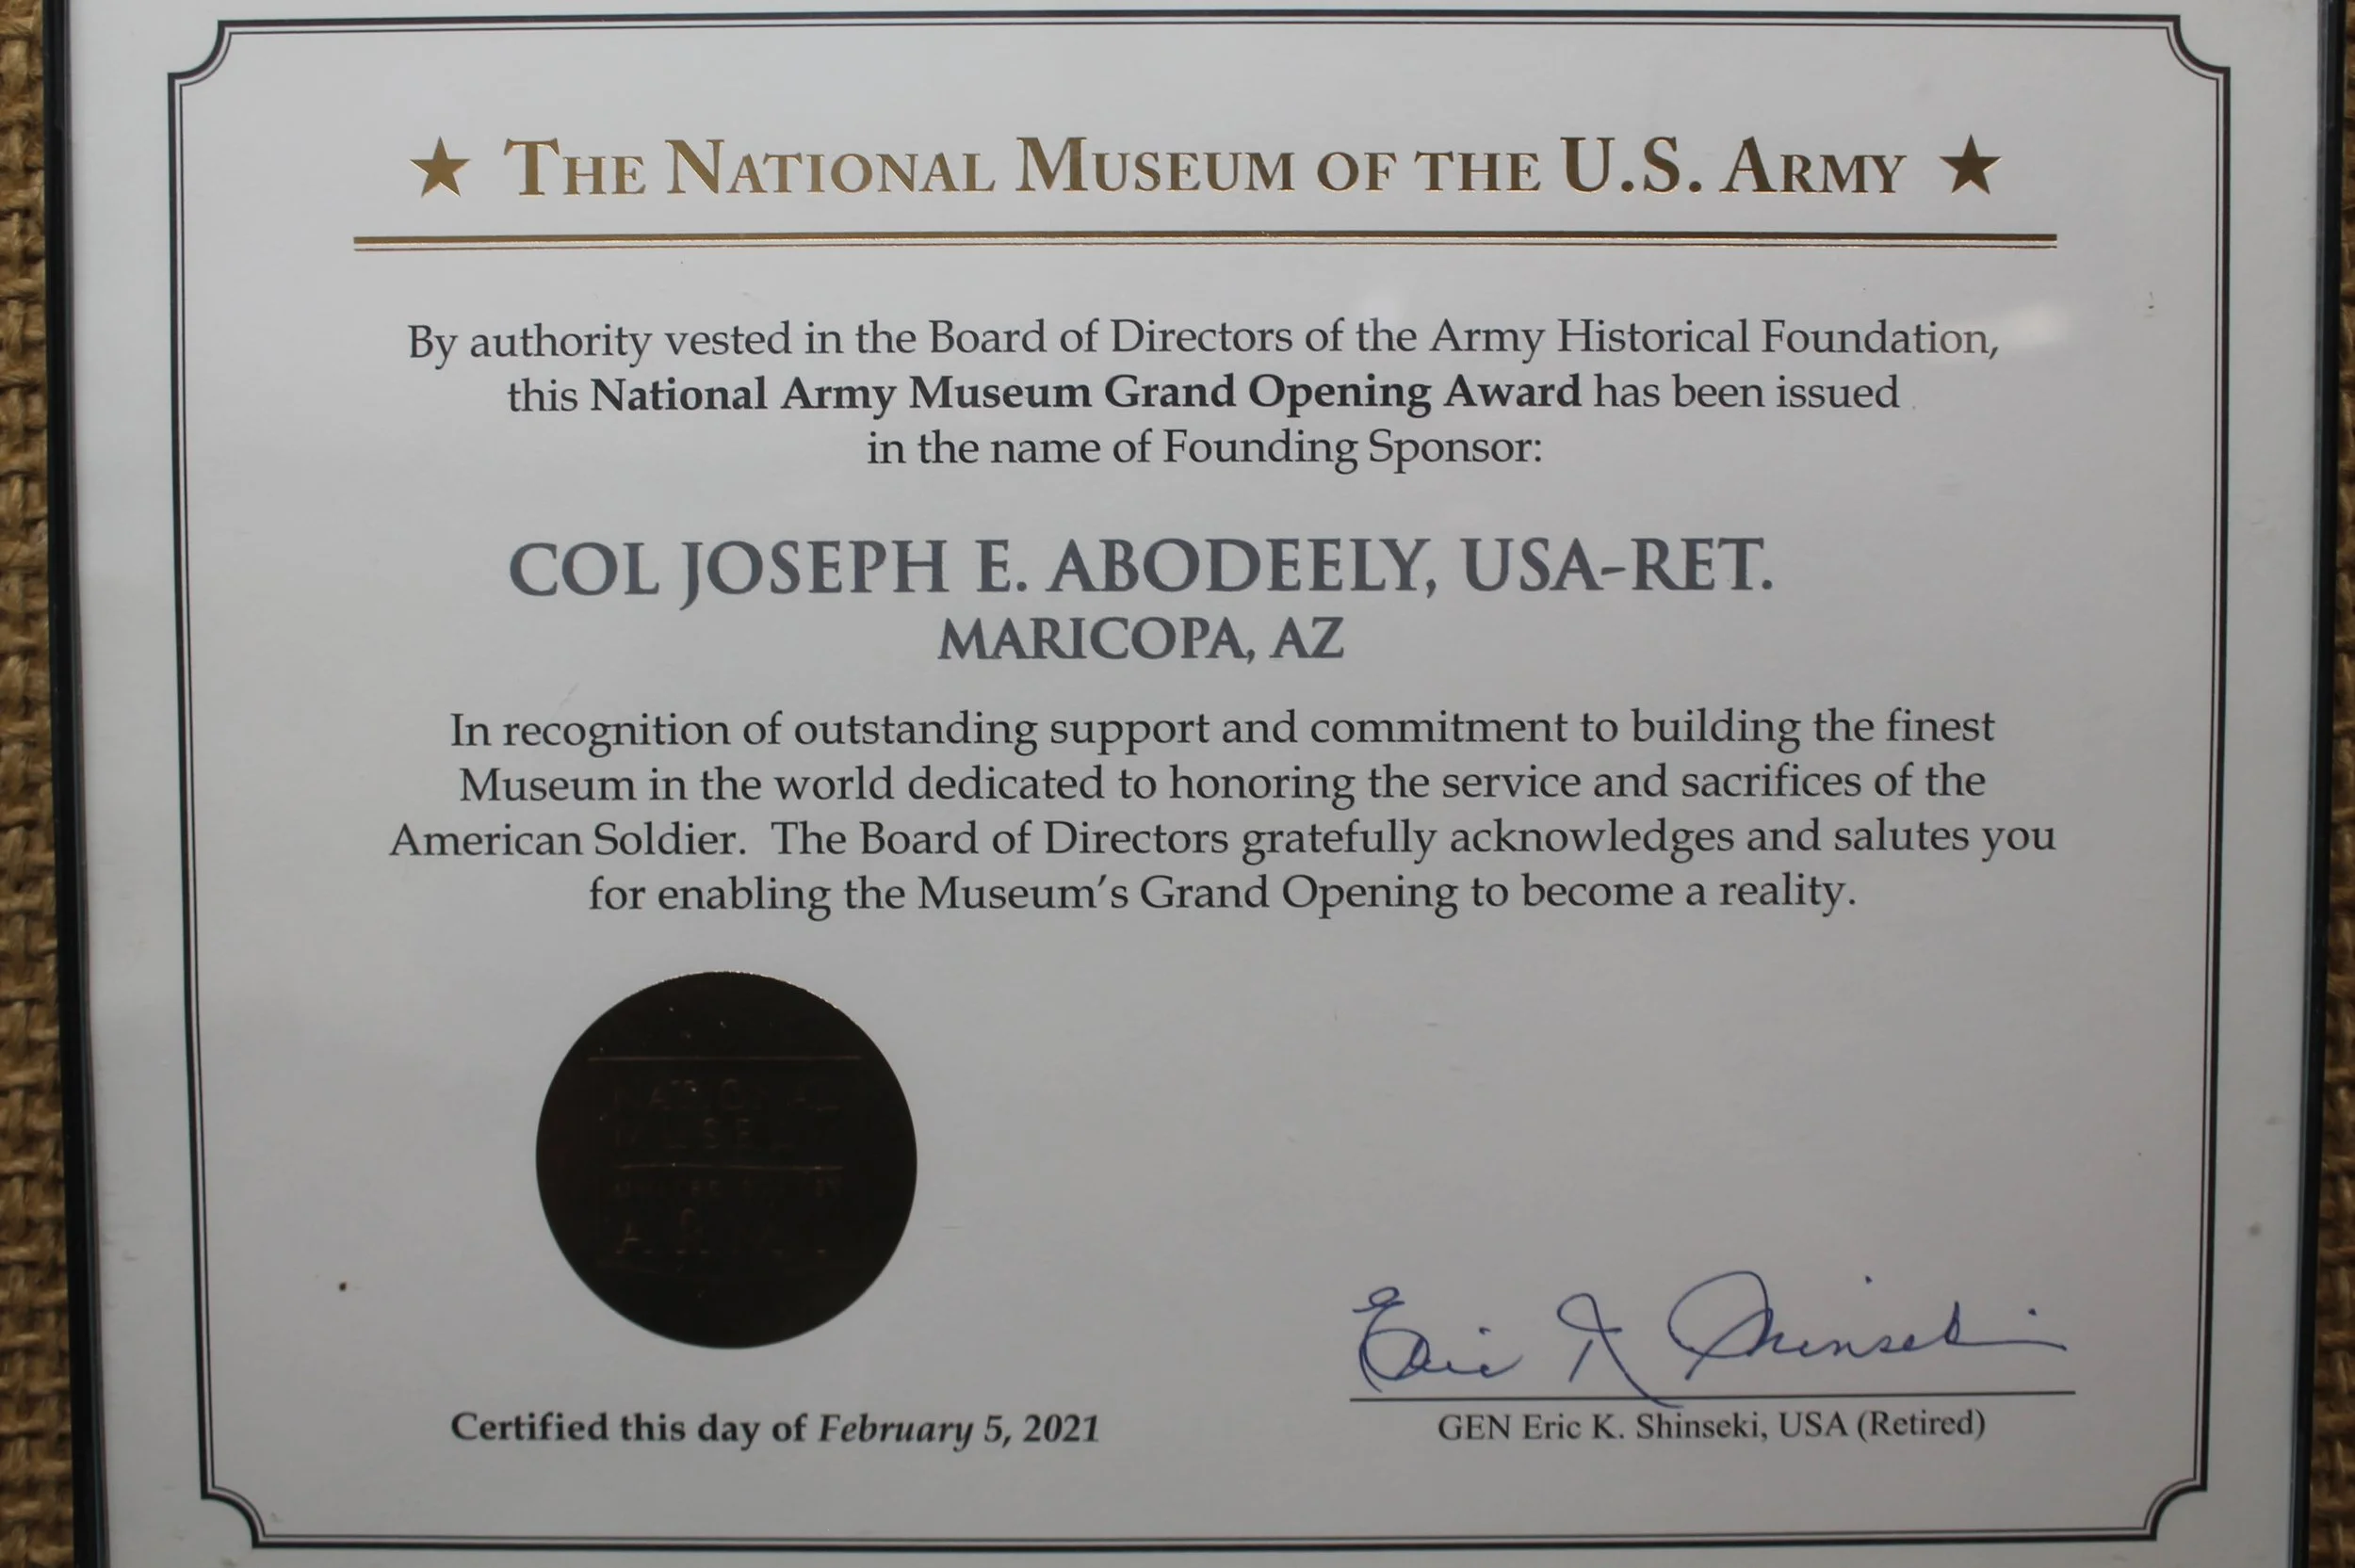 ★ THE NATIONAL MUSEUM OF THE U.S. ARMY ★
By authority vested in the Board of Directors of the Army Historical Foundation,
this National Army Museum Grand Opening Award has been issued
in the name of Founding Sponsor:
COL JOSEPH E. ABODEELY, USA-RET.
MARICOPA, AZ
In recognition of outstanding support and commitment to building the finest
Museum in the world dedicated to honoring the service and sacrifices of the
American Soldier. The Board of Directors gratefully acknowledges and salutes you
for enabling the Museum's Grand Opening to become a reality.
NATIONAL
MUSEUM
Eric K Shinseki
Certified this day of February 5, 2021
GEN Eric K. Shinseki, USA (Retired)